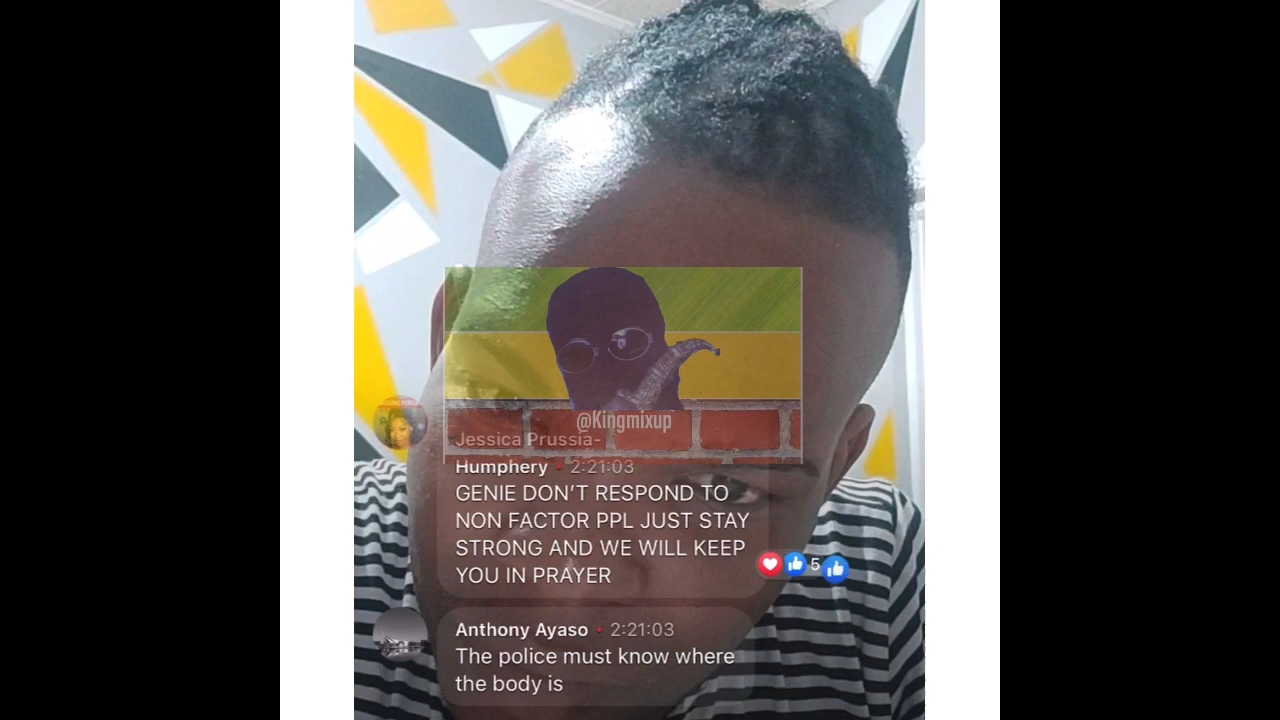 @Kingmixup
Jessica Prussia-
Humphery • 2:21:03
GENIE DON’T RESPOND TO
NON FACTOR PPL JUST STAY
STRONG AND WE WILL KEEP
YOU IN PRAYER
5
Anthony Ayaso • 2:21:03
The police must know where
the body is